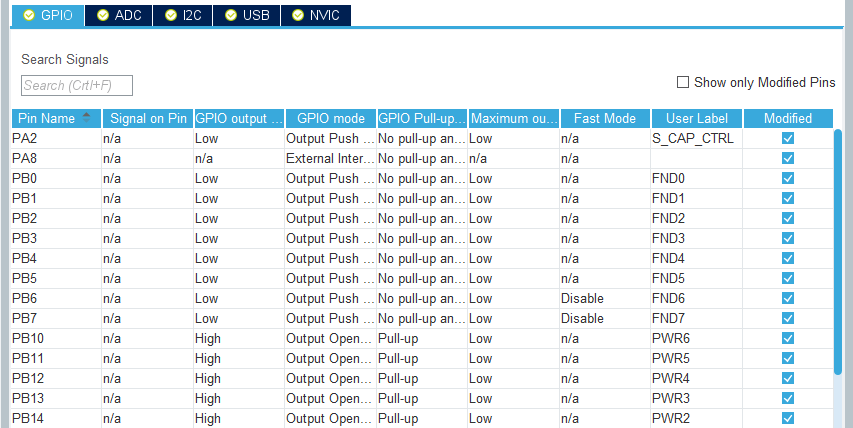 GPIO ADC I2C USB NVIC
Search Signals
Search (Crtl+F)
Show only Modified Pins
Pin Name Signal on Pin GPIO output ... GPIO mode GPIO Pull-up... Maximum ou... Fast Mode User Label Modified
PA2 n/a Low Output Push ... No pull-up an... Low n/a S_CAP_CTRL
PA8 n/a n/a External Inter... No pull-up an... n/a n/a
PB0 n/a Low Output Push ... No pull-up an... Low n/a FND0
PB1 n/a Low Output Push ... No pull-up an... Low n/a FND1
PB2 n/a Low Output Push ... No pull-up an... Low n/a FND2
PB3 n/a Low Output Push ... No pull-up an... Low n/a FND3
PB4 n/a Low Output Push ... No pull-up an... Low n/a FND4
PB5 n/a Low Output Push ... No pull-up an... Low n/a FND5
PB6 n/a Low Output Push ... No pull-up an... Low Disable FND6
PB7 n/a Low Output Push ... No pull-up an... Low Disable FND7
PB10 n/a High Output Open... Pull-up Low n/a PWR6
PB11 n/a High Output Open... Pull-up Low n/a PWR5
PB12 n/a High Output Open... Pull-up Low n/a PWR4
PB13 n/a High Output Open... Pull-up Low n/a PWR3
PB14 n/a High Output Open... Pull-up Low n/a PWR2